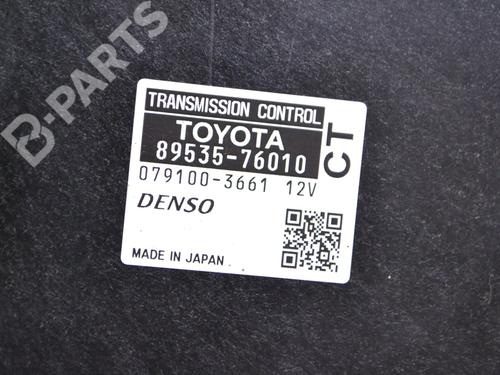 B-PARTS
TRANSMISSION CONTROL
TOYOTA
89535-76010
CT
079100-3661 12V
DENSO
MADE IN JAPAN